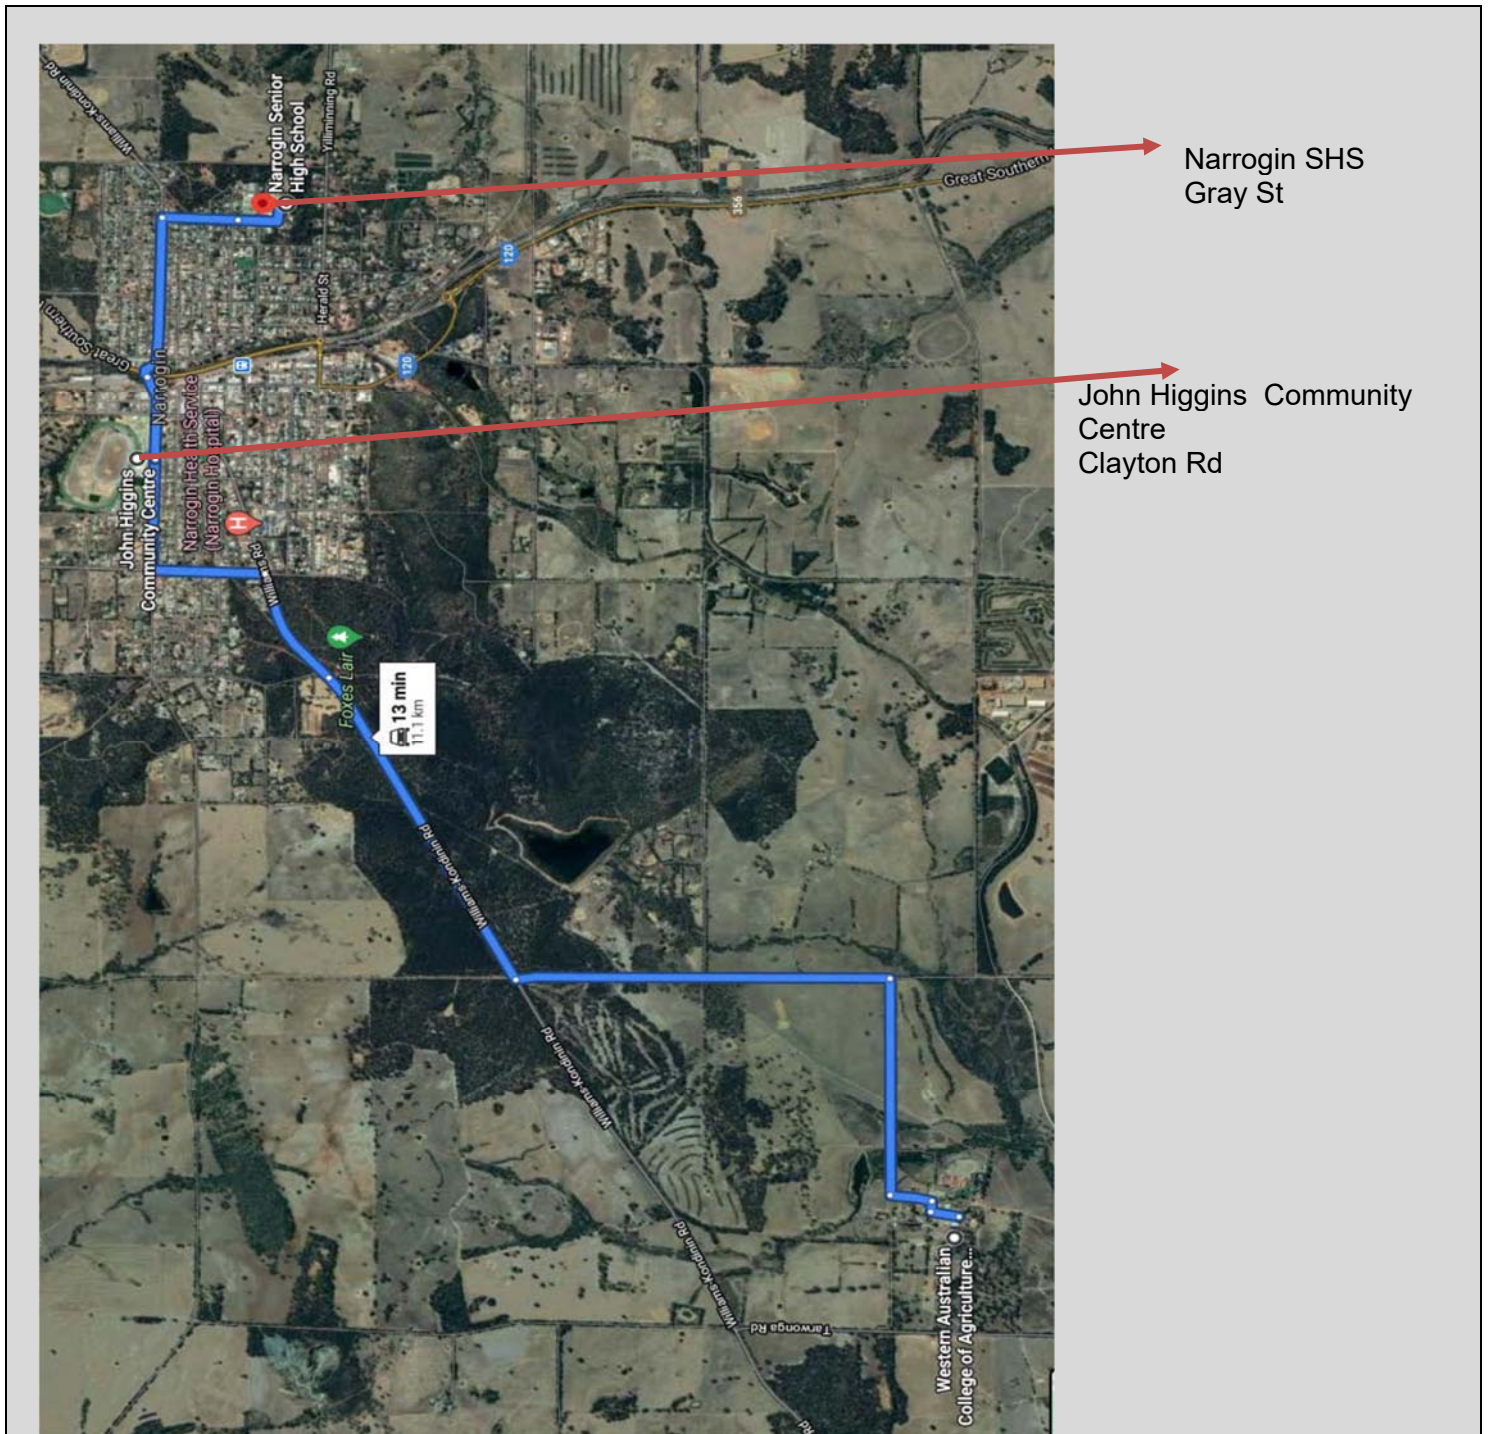 Williams-Kondinin Rd
Narrogin Senior
High School
Yilliminning Rd
Great Southern
356
Narrogin SHS
Gray St
120
Herald St
Great Southern
120
Narrogin
Narrogin Health Service
(Narrogin Hospital)
H
John Higgins
Community Centre
John Higgins Community
Centre
Clayton Rd
Williams Rd
Foxes Lair
13 min
11.1 km
Williams-Kondinin Rd
Williams-Kondinin Rd
Williams-Kondinin Rd
Tarwonga Rd
Western Australian
College of Agriculture...
Rd